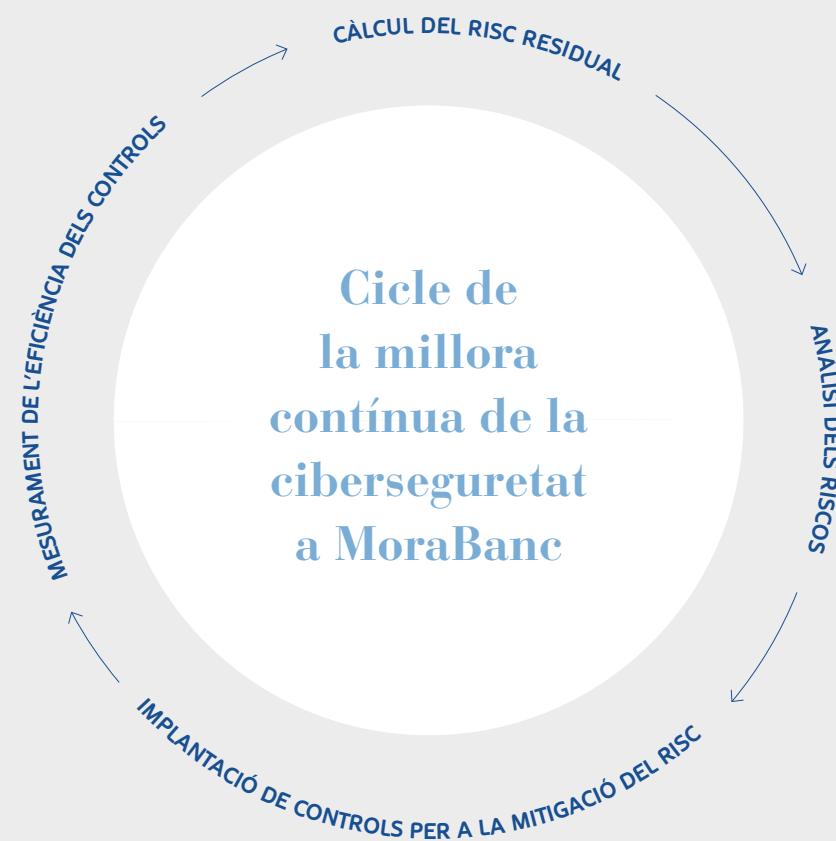 CÀLCUL DEL RISC RESIDUAL
ANÀLISI DELS RISCOS
IMPLANTACIÓ DE CONTROLS PER A LA MITIGACIÓ DEL RISC
MESURAMENT DE L'EFICIÈNCIA DELS CONTROLS
Cicle de
la millora
contínua de la
ciberseguretat
a MoraBanc